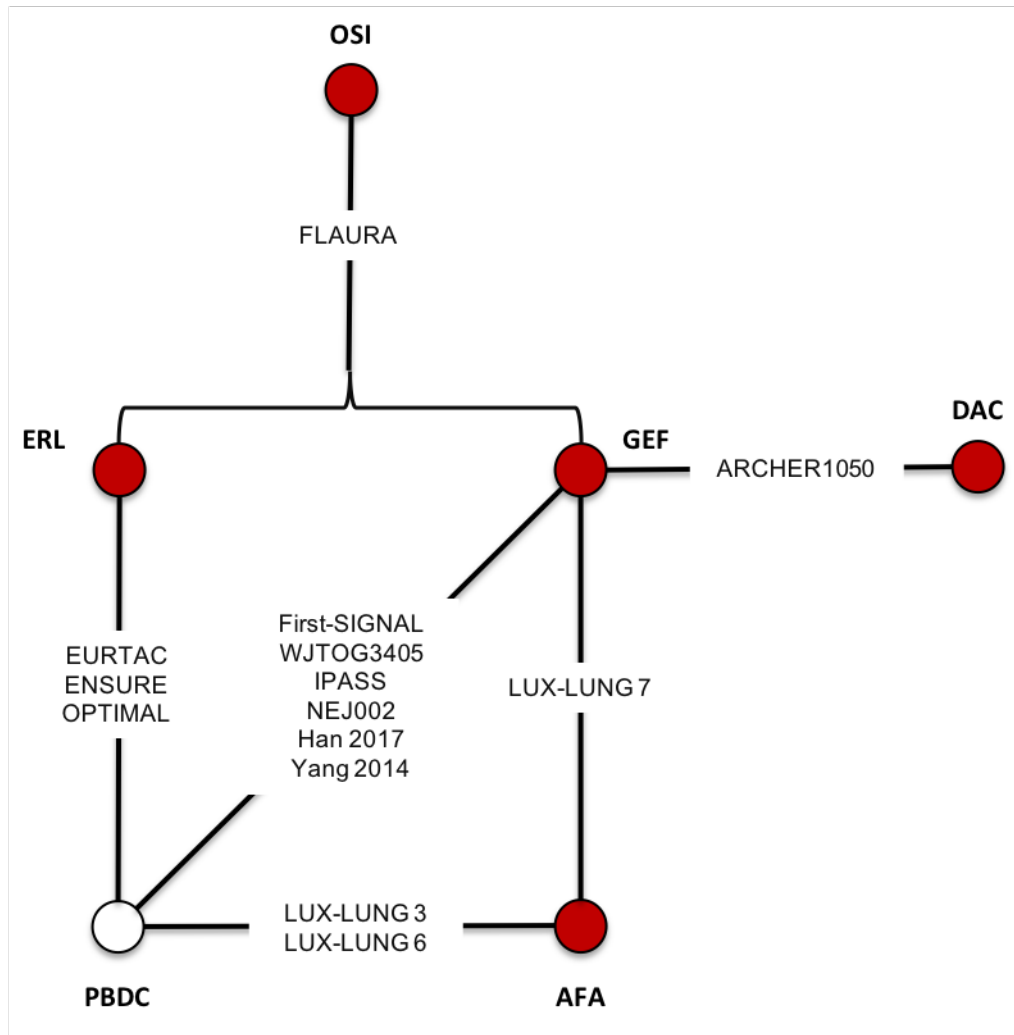 OSI
FLAURA
ERL
GEF
DAC
ARCHER1050
EURTAC
ENSURE
OPTIMAL
First-SIGNAL
WJTOG3405
IPASS
NEJ002
Han 2017
Yang 2014
LUX-LUNG 7
LUX-LUNG 3
LUX-LUNG 6
PBDC
AFA